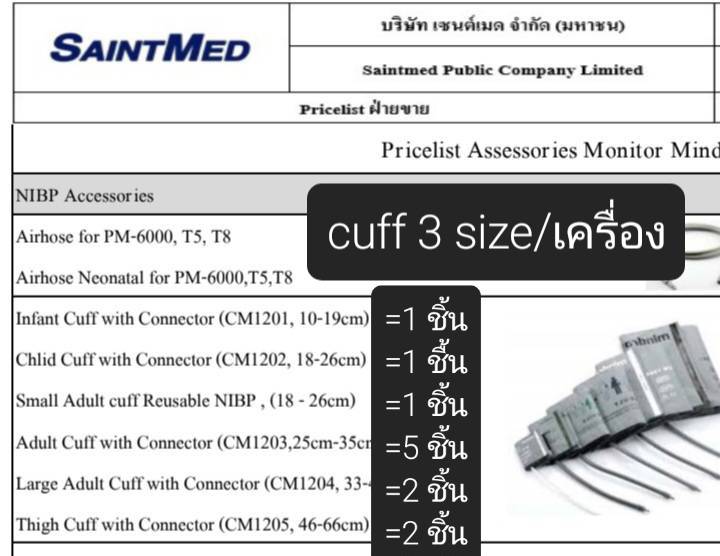 SAINTMED
บริษัท เซนต์เมด จำกัด (มหาชน)
Saintmed Public Company Limited
Pricelist ฝ่ายขาย
Pricelist Assessories Monitor Mind
NIBP Accessories
cuff 3 size/เครื่อง
Airhose for PM-6000, T5, T8
Airhose Neonatal for PM-6000,T5,T8
Infant Cuff with Connector (CM1201, 10-19cm) =1 ชิ้น
Chlid Cuff with Connector (CM1202, 18-26cm) =1 ชิ้น
Small Adult cuff Reusable NIBP , (18 - 26cm) =1 ชิ้น
Adult Cuff with Connector (CM1203,25cm-35cm =5 ชิ้น
Large Adult Cuff with Connector (CM1204, 33- =2 ชิ้น
Thigh Cuff with Connector (CM1205, 46-66cm) =2 ชิ้น
mindray